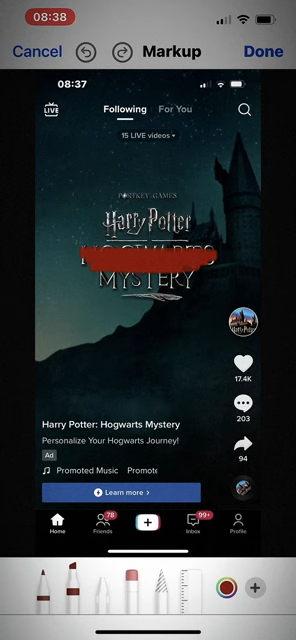 08:38
Cancel Markup Done
08:37
LIVE Following For You
15 LIVE videos
PORTKEY GAMES
Harry Potter
MYSTERY
17.4K
203
94
Harry Potter: Hogwarts Mystery
Personalize Your Hogwarts Journey!
Ad
Promoted Music Promote
Learn more >
78
99+
Home Friends Inbox Profile